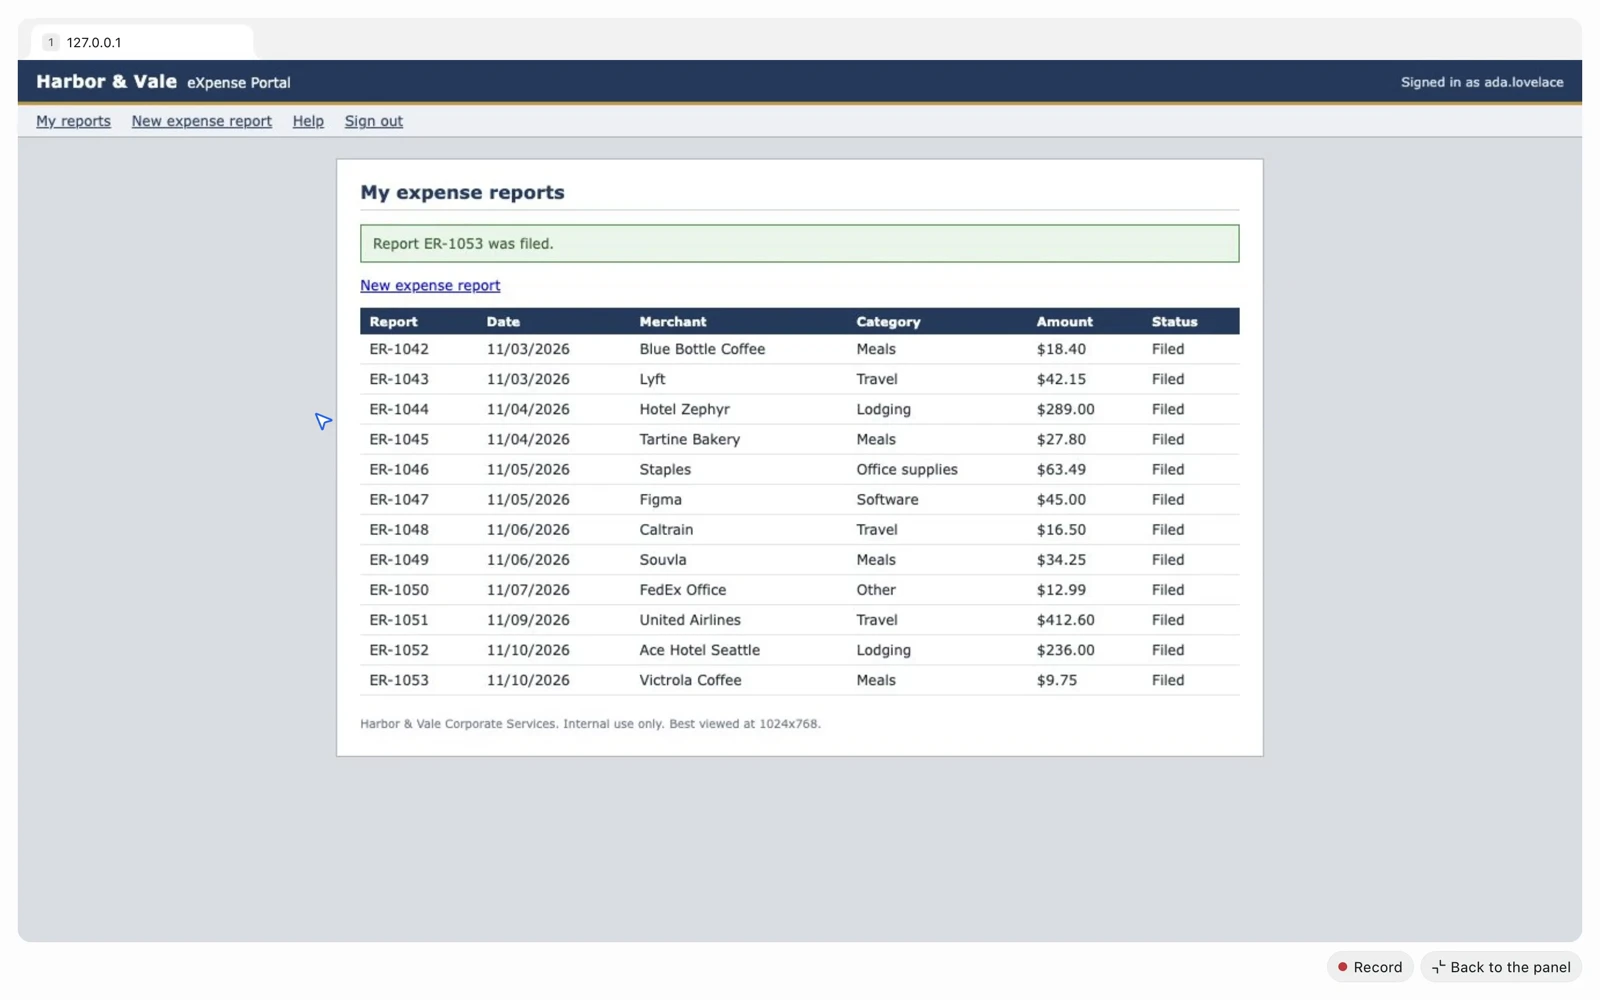 1 127.0.0.1
Harbor & Vale eXpense Portal Signed in as ada.lovelace
My reports New expense report Help Sign out
My expense reports
Report ER-1053 was filed.
New expense report
Report Date Merchant Category Amount Status
ER-1042 11/03/2026 Blue Bottle Coffee Meals $18.40 Filed
ER-1043 11/03/2026 Lyft Travel $42.15 Filed
ER-1044 11/04/2026 Hotel Zephyr Lodging $289.00 Filed
ER-1045 11/04/2026 Tartine Bakery Meals $27.80 Filed
ER-1046 11/05/2026 Staples Office supplies $63.49 Filed
ER-1047 11/05/2026 Figma Software $45.00 Filed
ER-1048 11/06/2026 Caltrain Travel $16.50 Filed
ER-1049 11/06/2026 Souvla Meals $34.25 Filed
ER-1050 11/07/2026 FedEx Office Other $12.99 Filed
ER-1051 11/09/2026 United Airlines Travel $412.60 Filed
ER-1052 11/10/2026 Ace Hotel Seattle Lodging $236.00 Filed
ER-1053 11/10/2026 Victrola Coffee Meals $9.75 Filed
Harbor & Vale Corporate Services. Internal use only. Best viewed at 1024x768.
Record Back to the panel